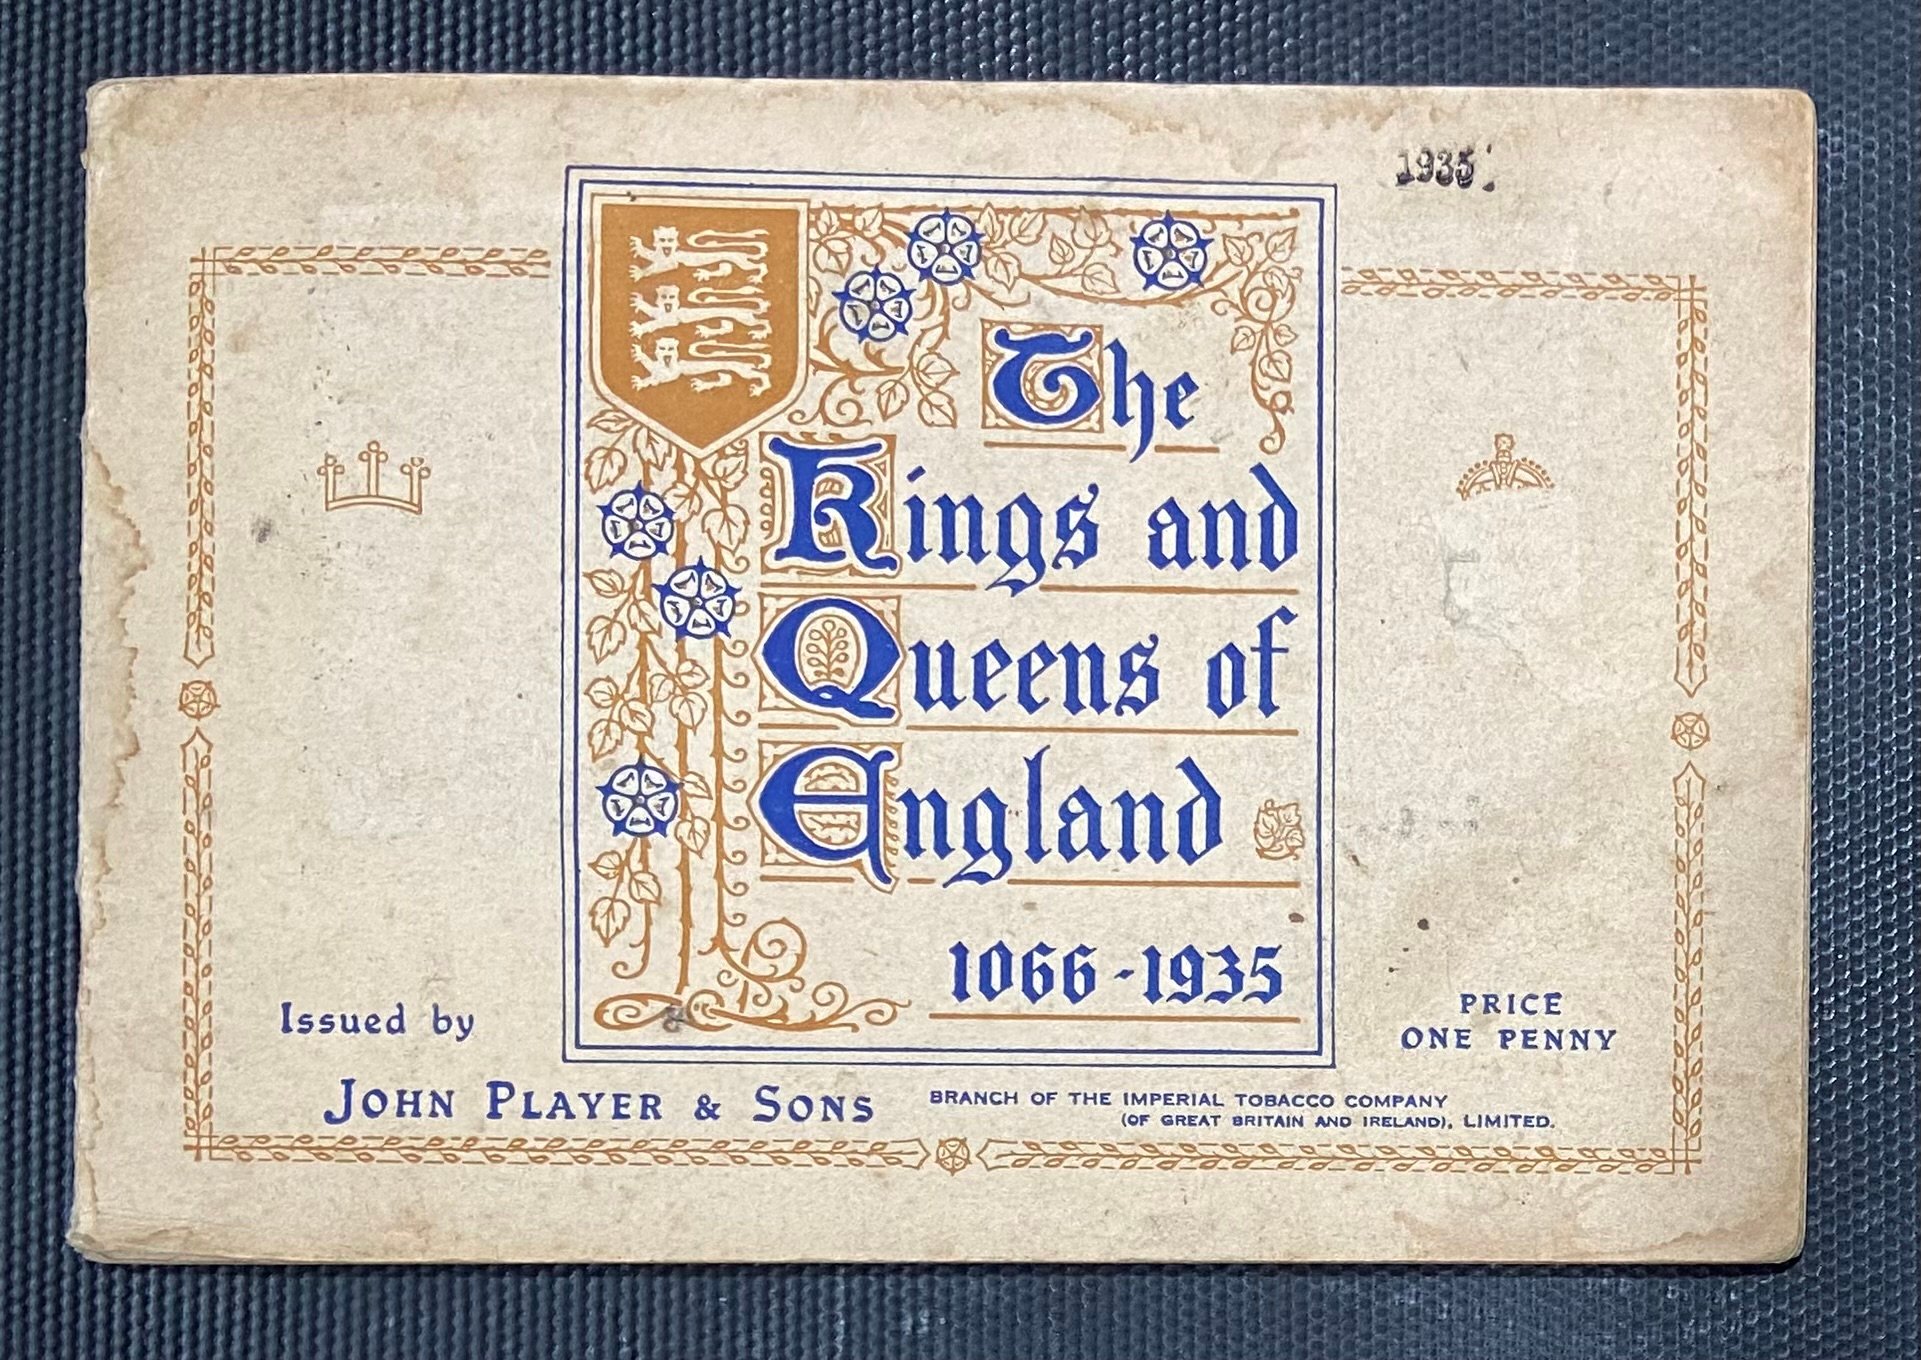 1935.
The
Kings and
Queens of
England
1066-1935
Issued by
PRICE
ONE PENNY
JOHN PLAYER & SONS
BRANCH OF THE IMPERIAL TOBACCO COMPANY
(OF GREAT BRITAIN AND IRELAND), LIMITED.